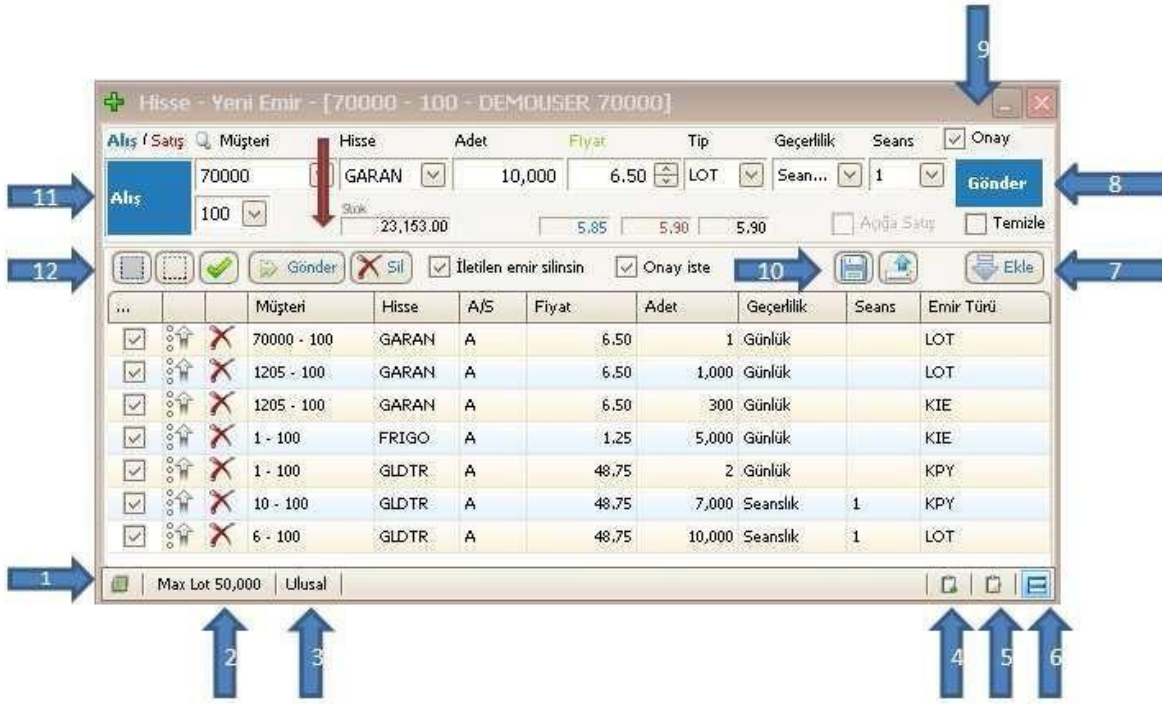 9
Hisse - Yeni Emir - [70000 - 100 - DEMOUSER 70000]
Alış / Satış Müşteri Hisse Adet Fiyat Tip Geçerlilik Seans Onay
11 Alış 70000 GARAN 10,000 6.50 LOT Sean... 1 Gönder 8
100 Stok 23,153.00 5.85 5.90 5.90 Açığa Satış Temizle
12 Gönder Sil İletilen emir silinsin Onay iste 10 Ekle 7
... Müşteri Hisse A/S Fiyat Adet Geçerlilik Seans Emir Türü
70000 - 100 GARAN A 6.50 1 Günlük LOT
1205 - 100 GARAN A 6.50 1,000 Günlük LOT
1205 - 100 GARAN A 6.50 300 Günlük KIE
1 - 100 FRIGO A 1.25 5,000 Günlük KIE
1 - 100 GLDTR A 48.75 2 Günlük KPY
10 - 100 GLDTR A 48.75 7,000 Seanslık 1 KPY
6 - 100 GLDTR A 48.75 10,000 Seanslık 1 LOT
1 Max Lot 50,000 Ulusal
2 3 4 5 6